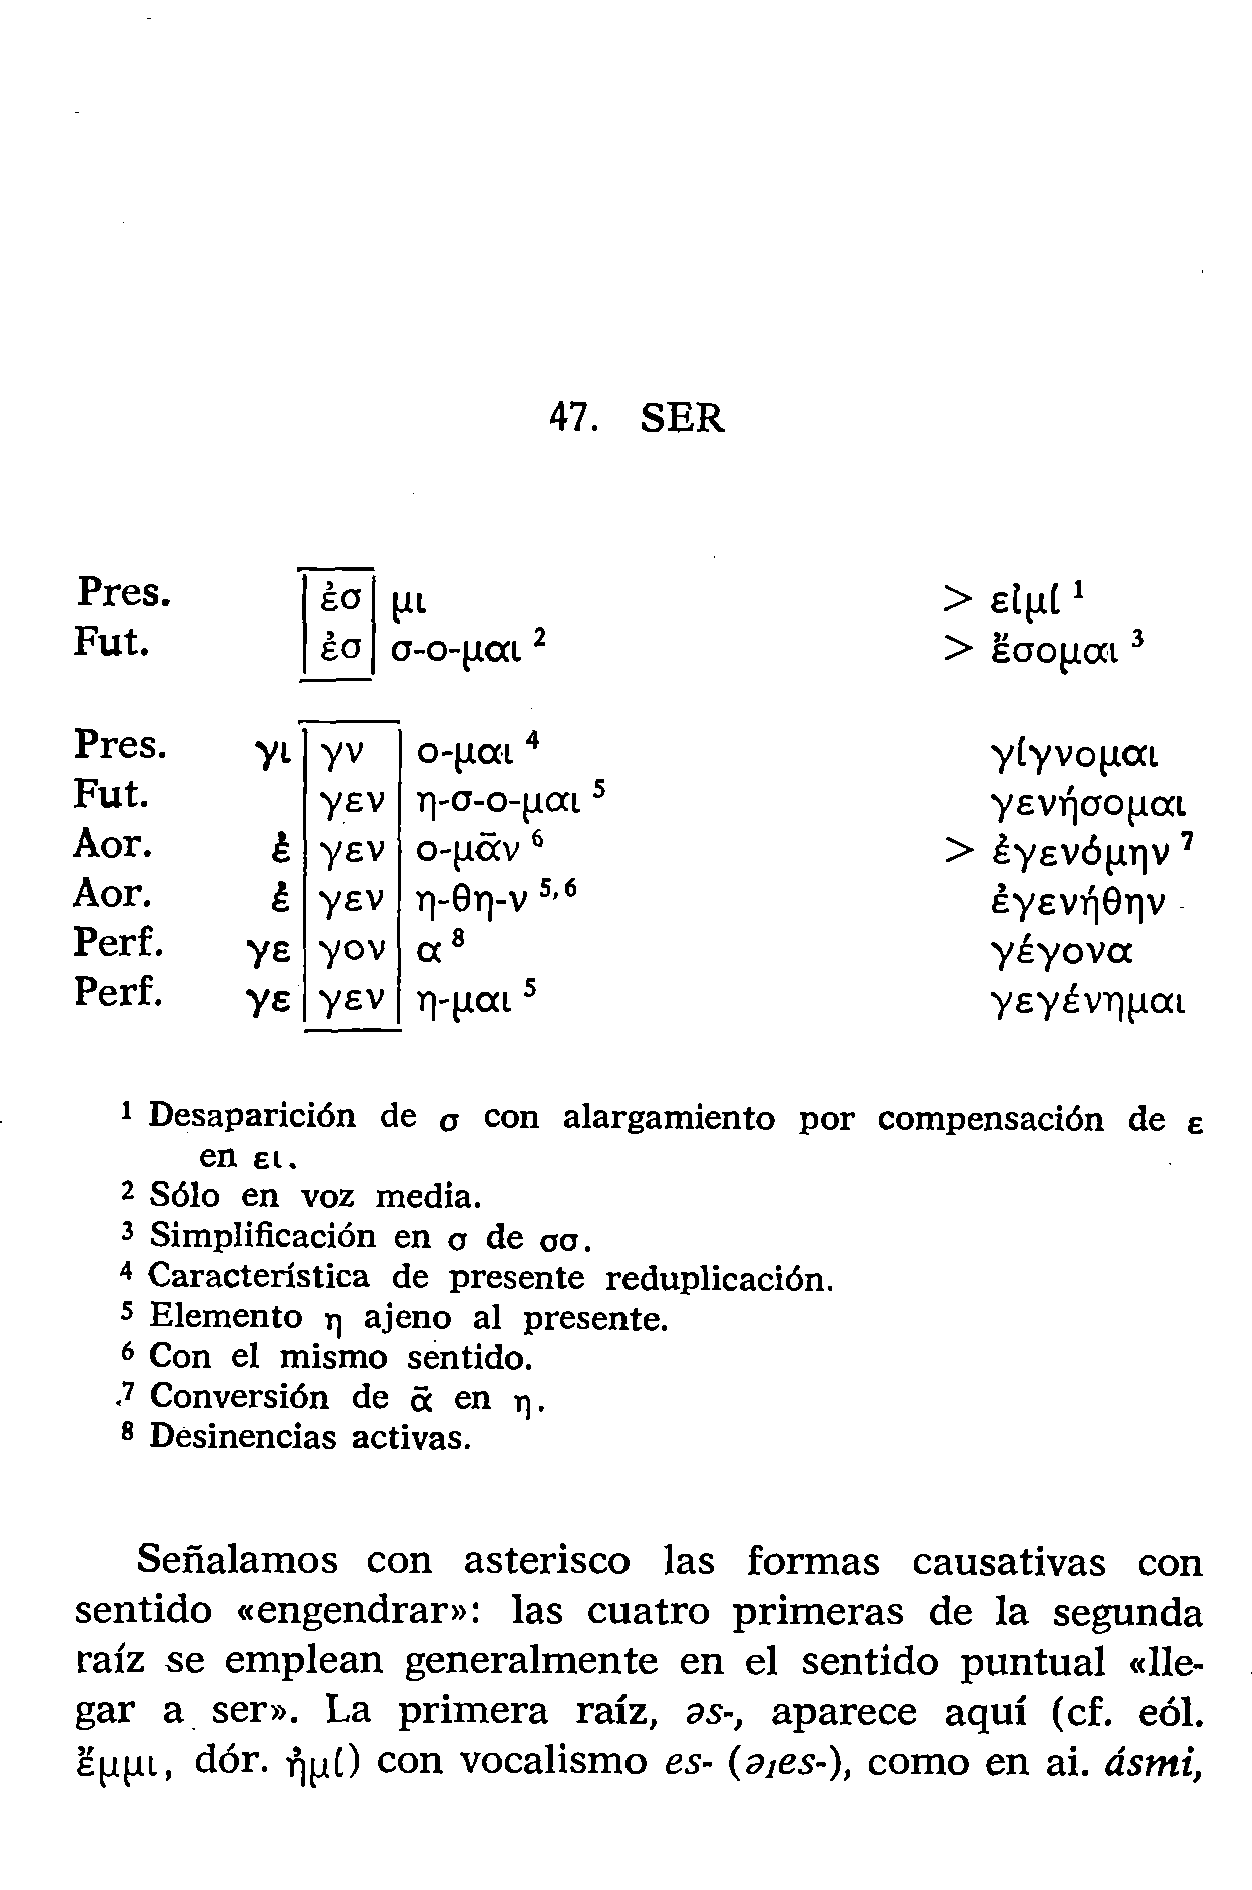 47. SER
Pres. ἐσ μι > εἰμί 1
Fut. ἐσ σ-ο-μαι 2 > ἔσομαι 3
Pres. γι γν ο-μαι 4 γίγνομαι
Fut. γεν η-σ-ο-μαι 5 γενήσομαι
Aor. ἐ γεν ο-μᾱν 6 > ἐγενόμην 7
Aor. ἐ γεν η-θη-ν 5,6 ἐγενήθην
Perf. γε γον α 8 γέγονα
Perf. γε γεν η-μαι 5 γεγένημαι
1 Desaparición de σ con alargamiento por compensación de ε
en ει.
2 Sólo en voz media.
3 Simplificación en σ de σσ.
4 Característica de presente reduplicación.
5 Elemento η ajeno al presente.
6 Con el mismo sentido.
7 Conversión de ᾱ en η.
8 Desinencias activas.
Señalamos con asterisco las formas causativas con
sentido «engendrar»: las cuatro primeras de la segunda
raíz se emplean generalmente en el sentido puntual «lle-
gar a ser». La primera raíz, əs-, aparece aquí (cf. eól.
ἔμμι, dór. ἠμί) con vocalismo es- (ə₁es-), como en ai. ásmi,